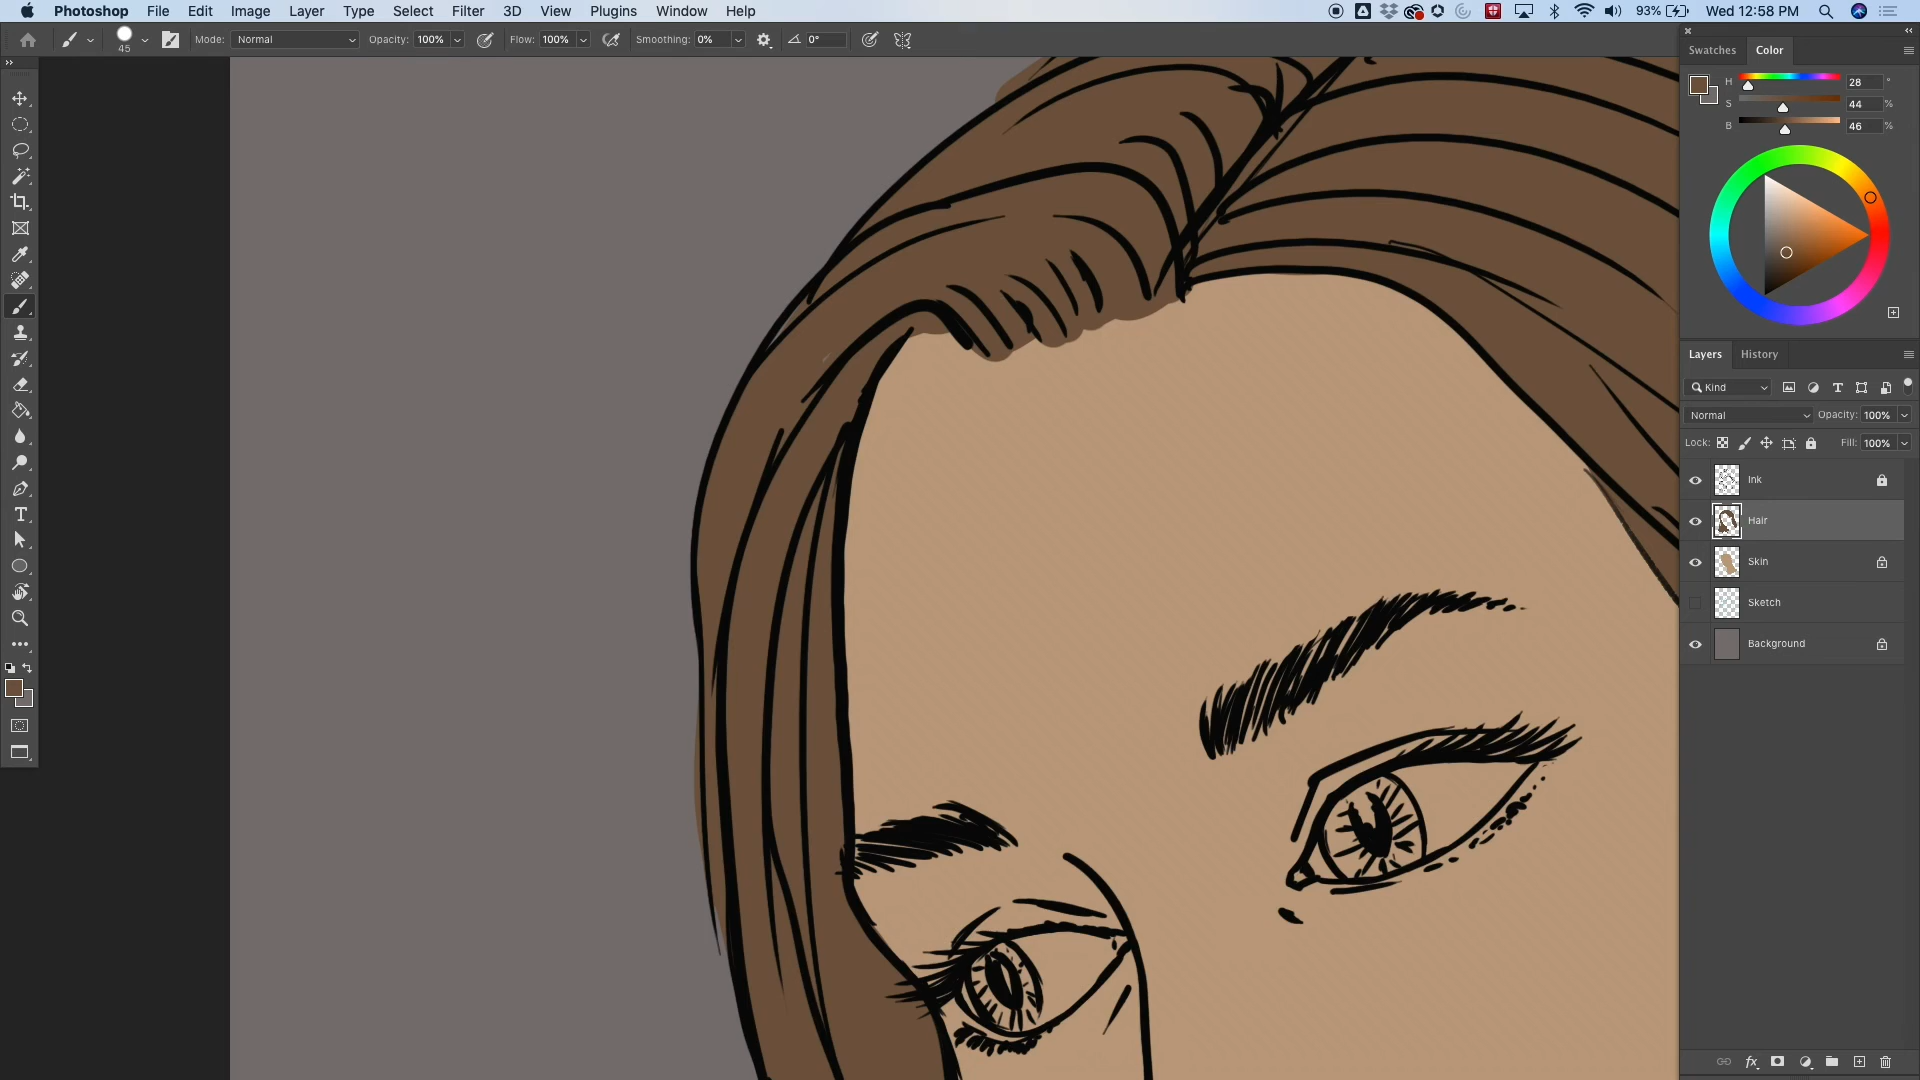 Photoshop File Edit Image Layer Type Select Filter 3D View Plugins Window Help 93% Wed 12:58 PM
45 Mode: Normal Opacity: 100% Flow: 100% Smoothing: 0% 0°
Swatches Color
H 28 °
S 44 %
B 46 %
Layers History
Kind
Normal Opacity: 100%
Lock: Fill: 100%
Ink
Hair
Skin
Sketch
Background
fx